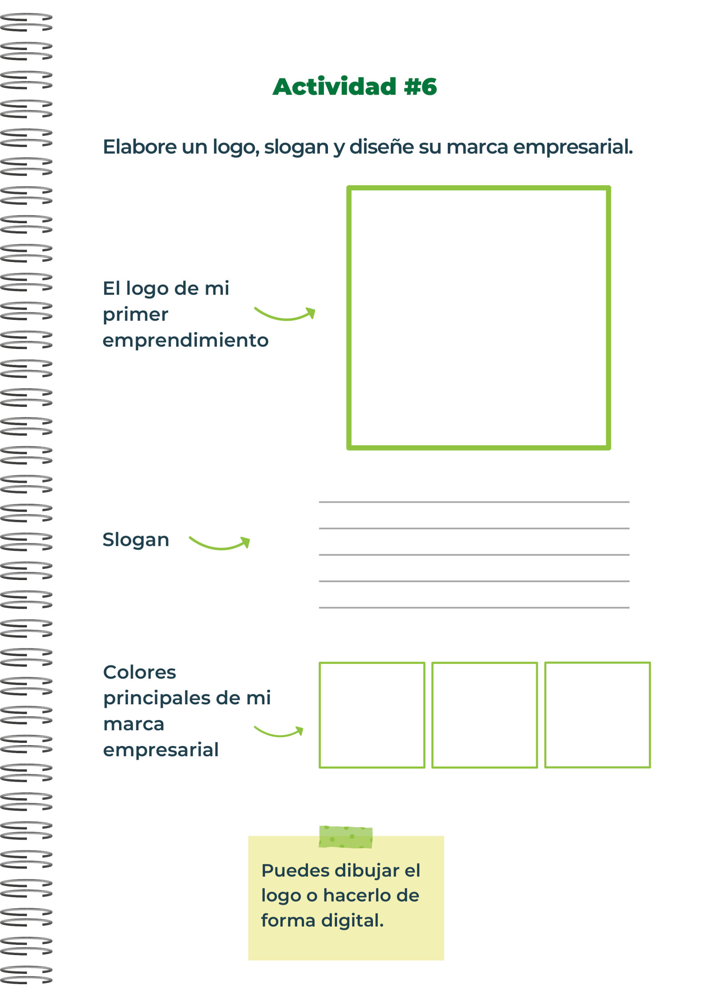 Actividad #6
Elabore un logo, slogan y diseñe su marca empresarial.
El logo de mi
primer
emprendimiento
Slogan
Colores
principales de mi
marca
empresarial
Puedes dibujar el
logo o hacerlo de
forma digital.